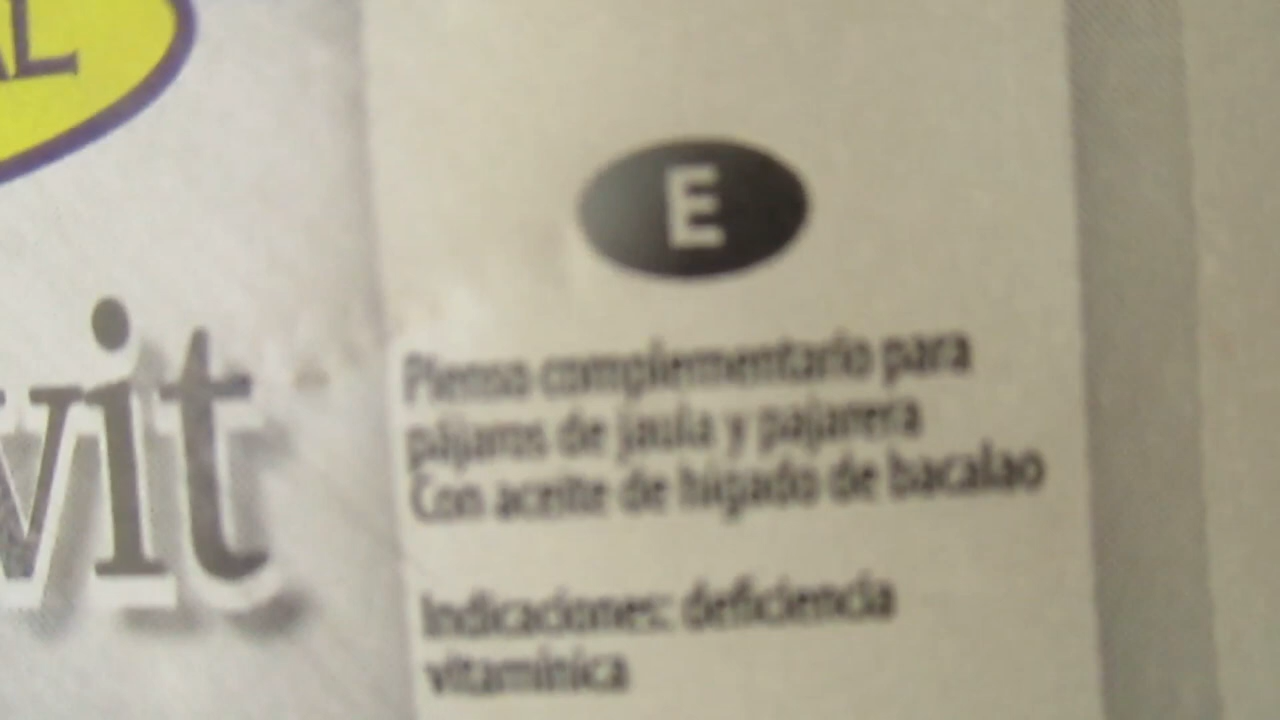 AL
vit
E
Pienso complementario para
pájaros de jaula y pajarera
Con aceite de hígado de bacalao
Indicaciones: deficiencia
vitamínica